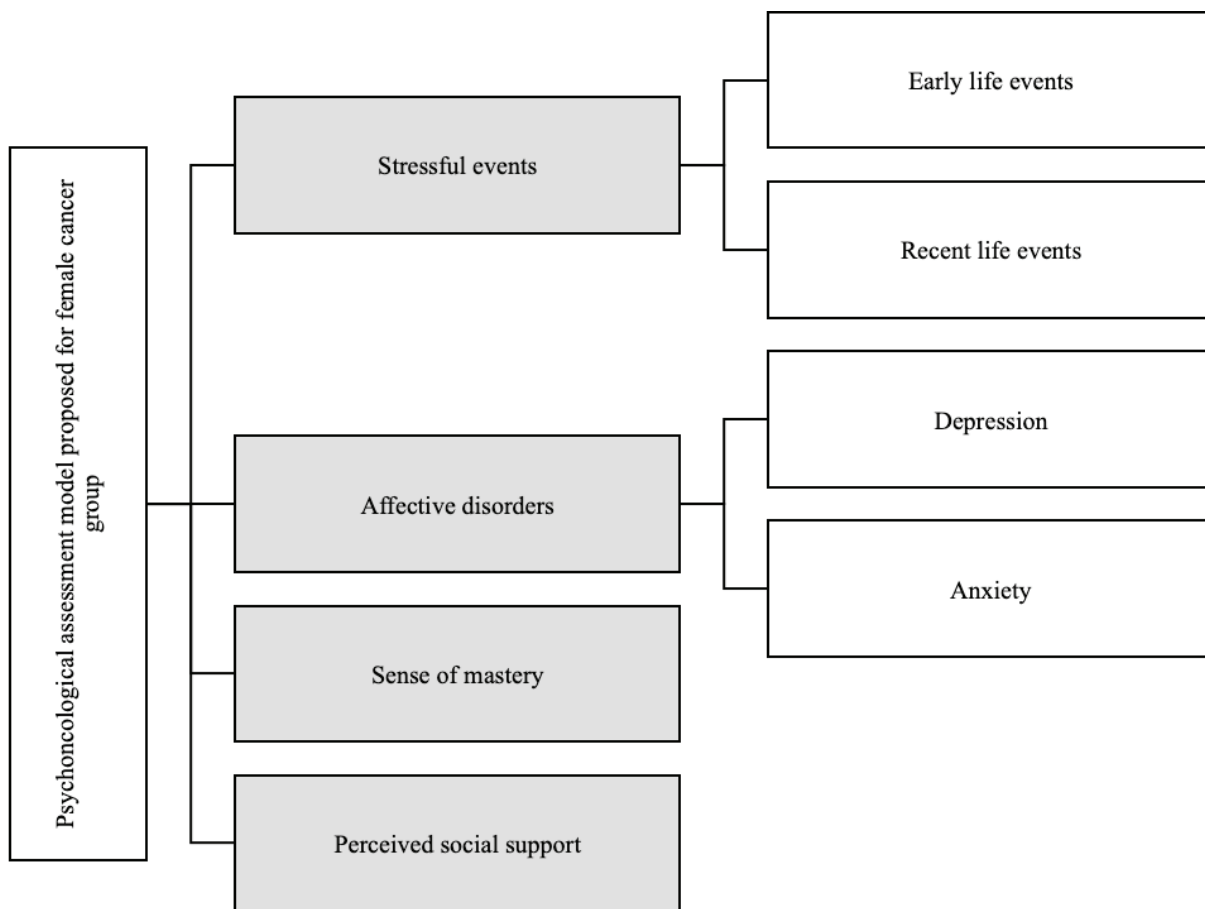 Psychoncological assessment model proposed for female cancer
group
Stressful events
Early life events
Recent life events
Affective disorders
Depression
Anxiety
Sense of mastery
Perceived social support